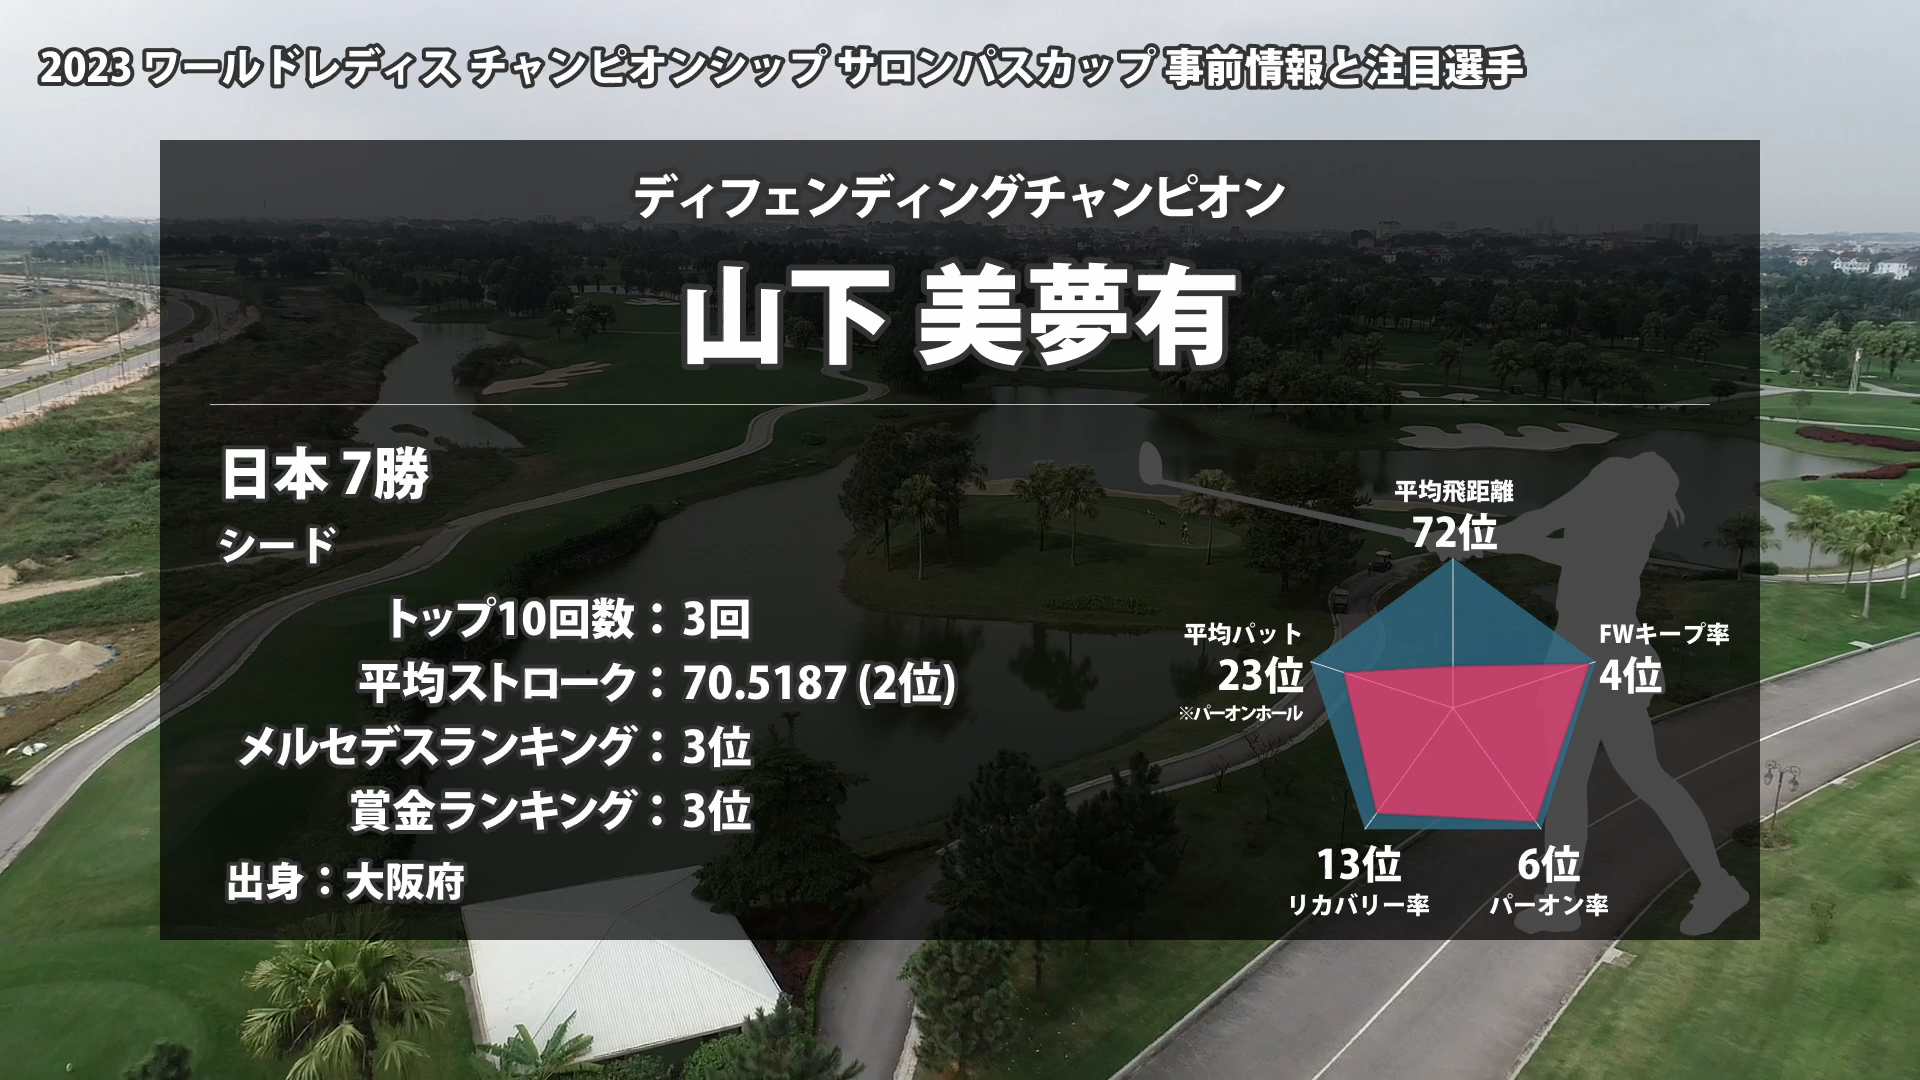 2023 ワールドレディス チャンピオンシップ サロンパスカップ 事前情報と注目選手
ディフェンディングチャンピオン
山下 美夢有
日本 7勝
シード
トップ10回数： 3回
平均ストローク： 70.5187 (2位)
メルセデスランキング： 3位
賞金ランキング： 3位
出身：大阪府
平均飛距離
72位
FWキープ率
4位
平均パット
23位
※パーオンホール
13位
リカバリー率
6位
パーオン率